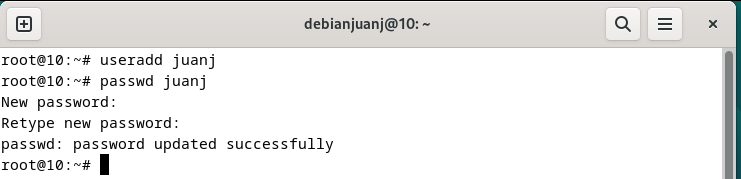 debianjuanj@10: ~
root@10:~# useradd juanj
root@10:~# passwd juanj
New password:
Retype new password:
passwd: password updated successfully
root@10:~#